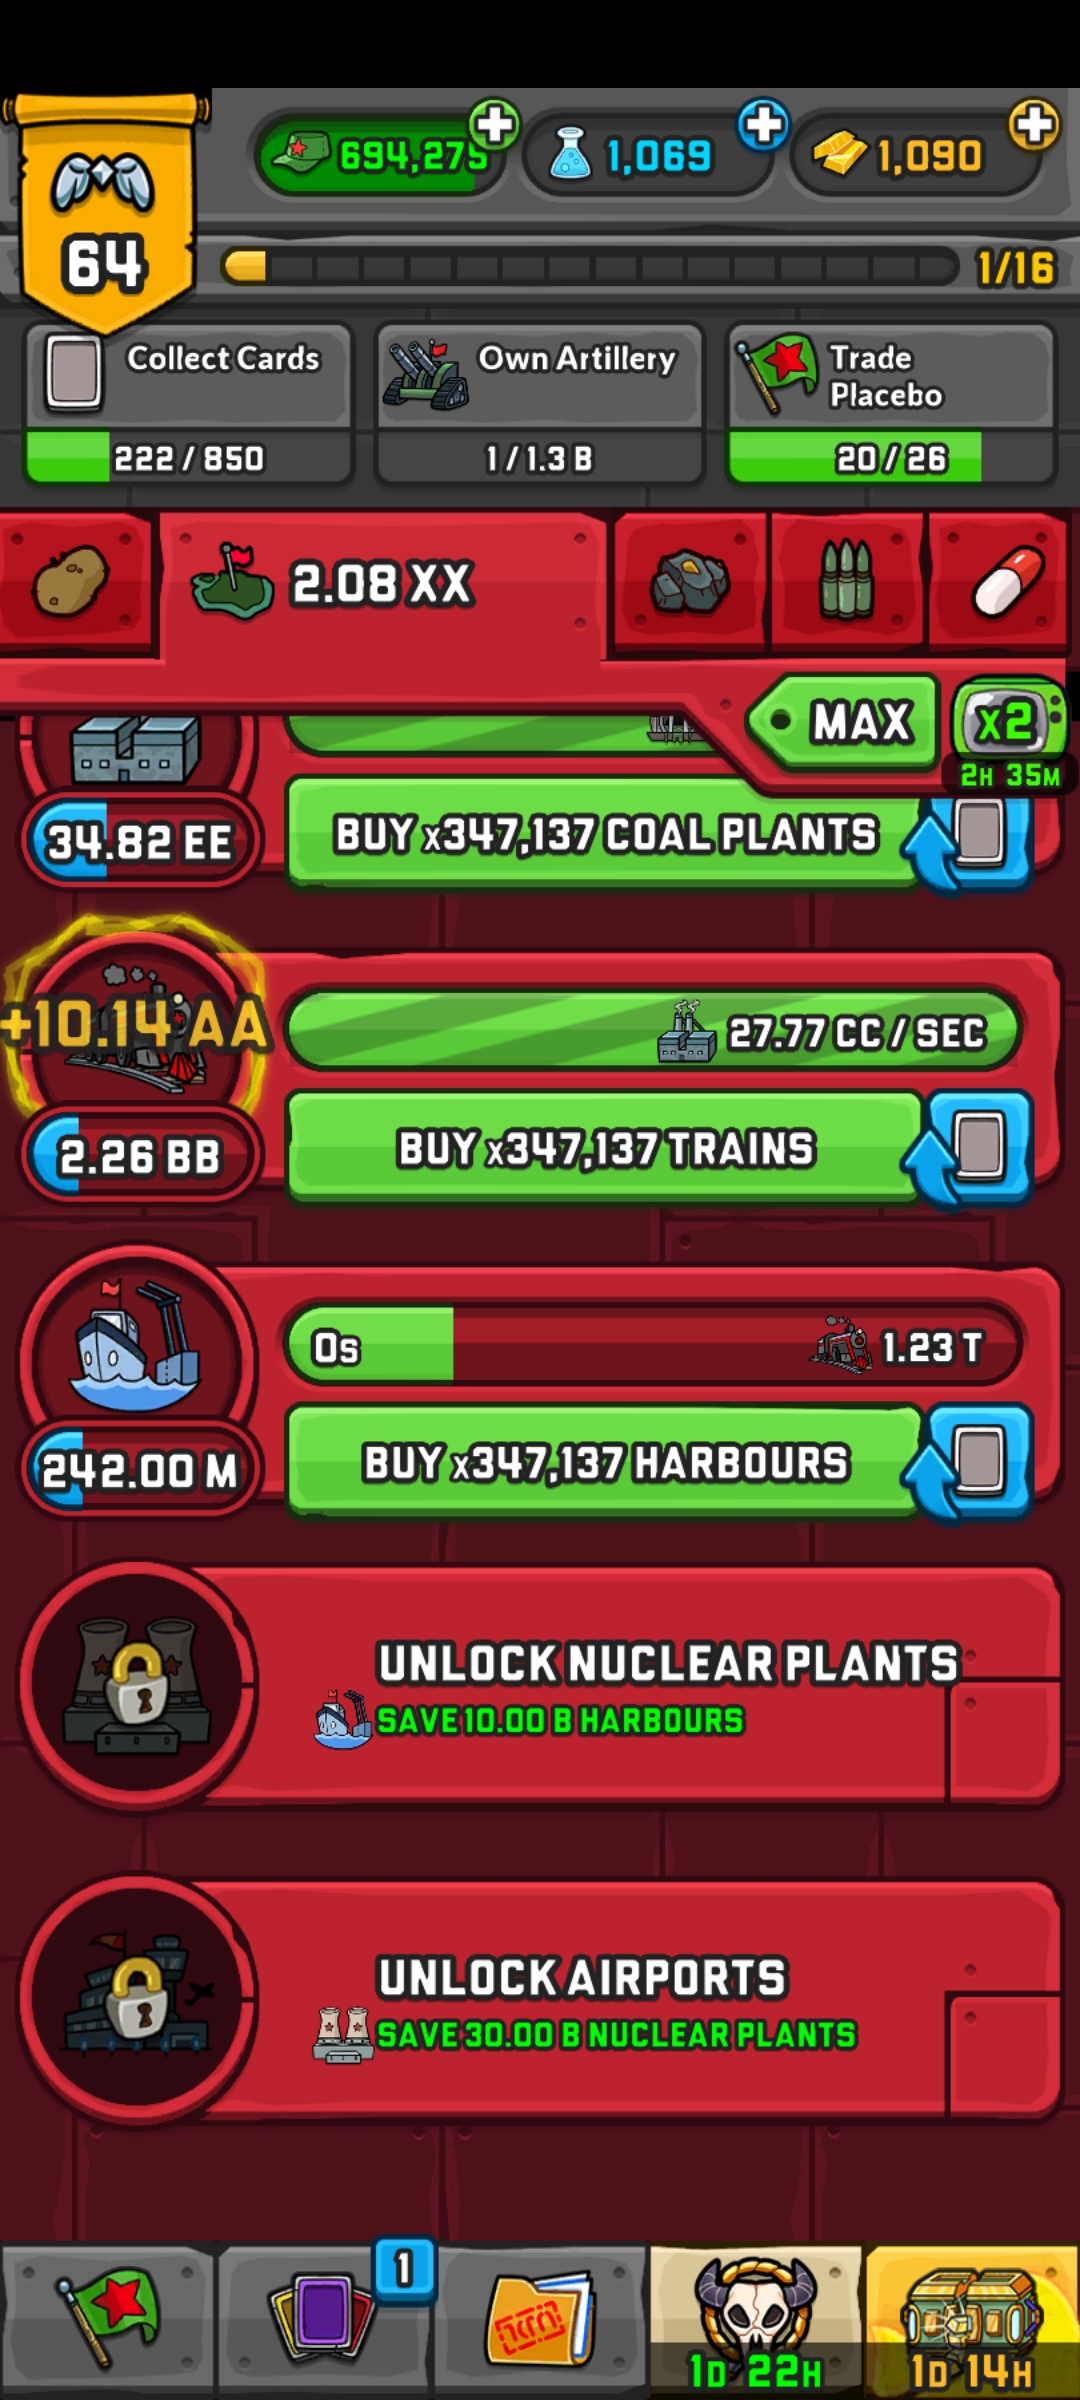 694,275
1,069
1,090
64
1/16
Collect Cards
222 / 850
Own Artillery
1 / 1.3 B
Trade
Placebo
20 / 26
2.08 XX
MAX
x2
2H 35M
34.82 EE
BUY x347,137 COAL PLANTS
+10.14 AA
27.77 CC / SEC
2.26 BB
BUY x347,137 TRAINS
0s
1.23 T
242.00 M
BUY x347,137 HARBOURS
UNLOCK NUCLEAR PLANTS
SAVE 10.00 B HARBOURS
UNLOCK AIRPORTS
SAVE 30.00 B NUCLEAR PLANTS
1
1D 22H
1D 14H